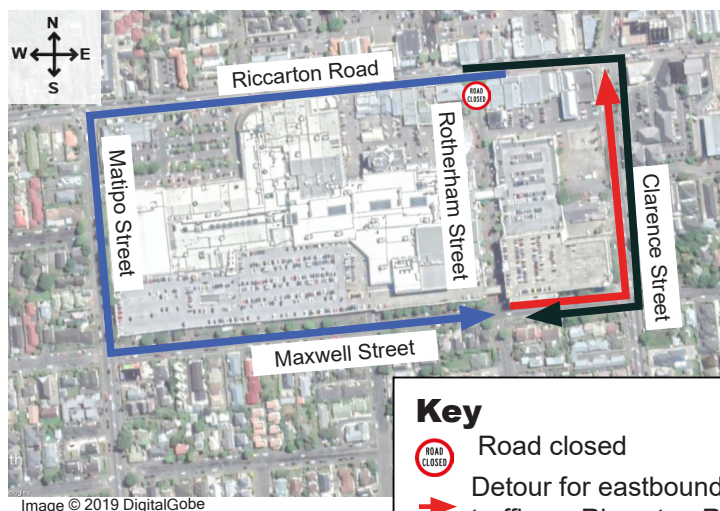 N
W E
S
Riccarton Road
ROAD
CLOSED
Matipo Street
Rotherham Street
Clarence Street
Maxwell Street
Key
ROAD
CLOSED
Road closed
Detour for eastbound
Image © 2019 DigitalGlobe